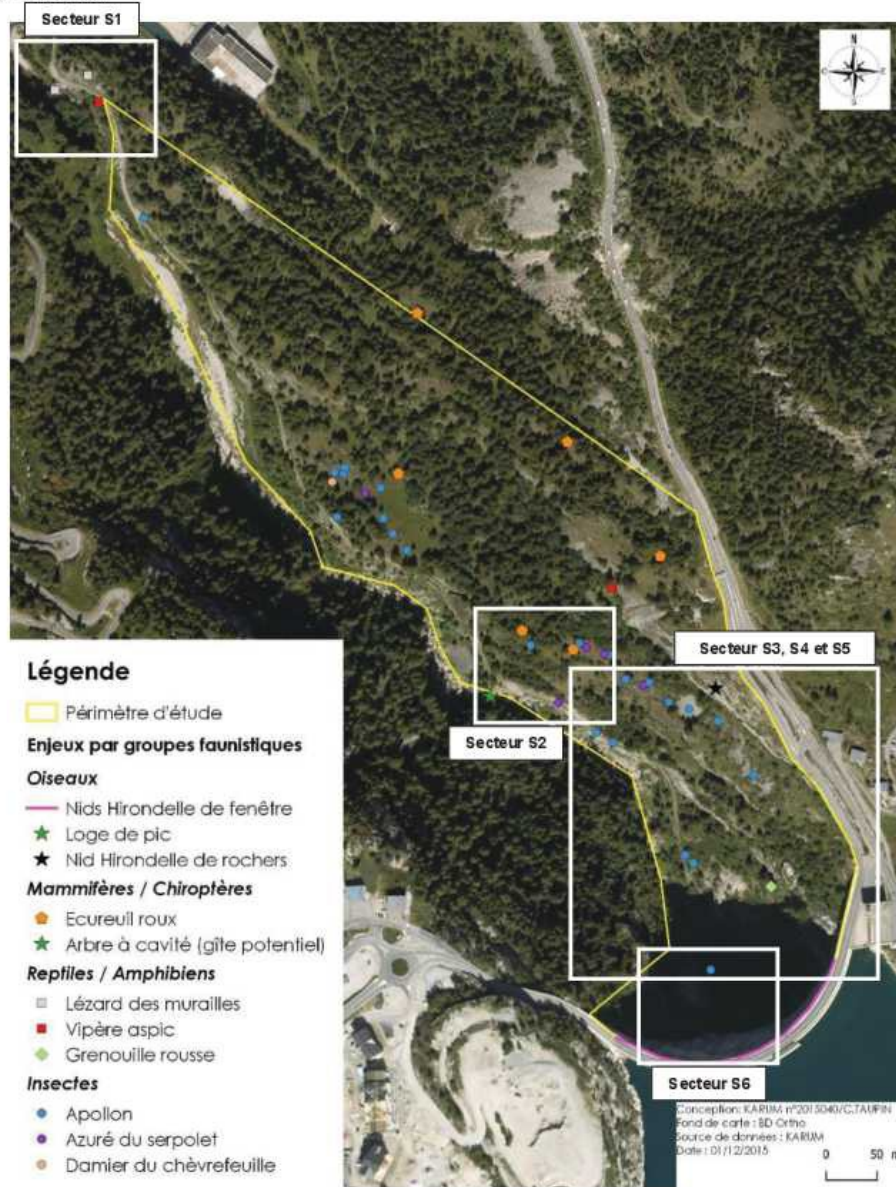 Secteur S1
N
S
Secteur S3, S4 et S5
Secteur S2
Secteur S6
Légende
Périmètre d'étude
Enjeux par groupes faunistiques
Oiseaux
Nids Hirondelle de fenêtre
Loge de pic
Nid Hirondelle de rochers
Mammifères / Chiroptères
Ecureuil roux
Arbre à cavité (gîte potentiel)
Reptiles / Amphibiens
Lézard des murailles
Vipère aspic
Grenouille rousse
Insectes
Apollon
Azuré du serpolet
Damier du chèvrefeuille
Conception: KARUM n°2015040/C.TAUPIN
Fond de carte : BD Ortho
Source de données : KARUM
Date : 01/12/2015
0 50 m